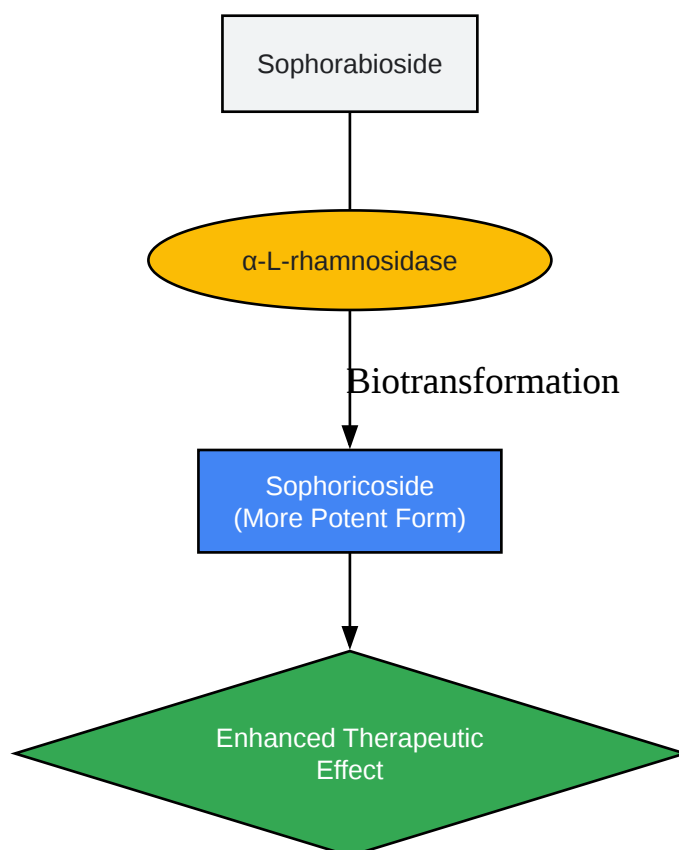 Sophorabioside
α-L-rhamnosidase
Biotransformation
Sophoricoside
(More Potent Form)
Enhanced Therapeutic
Effect